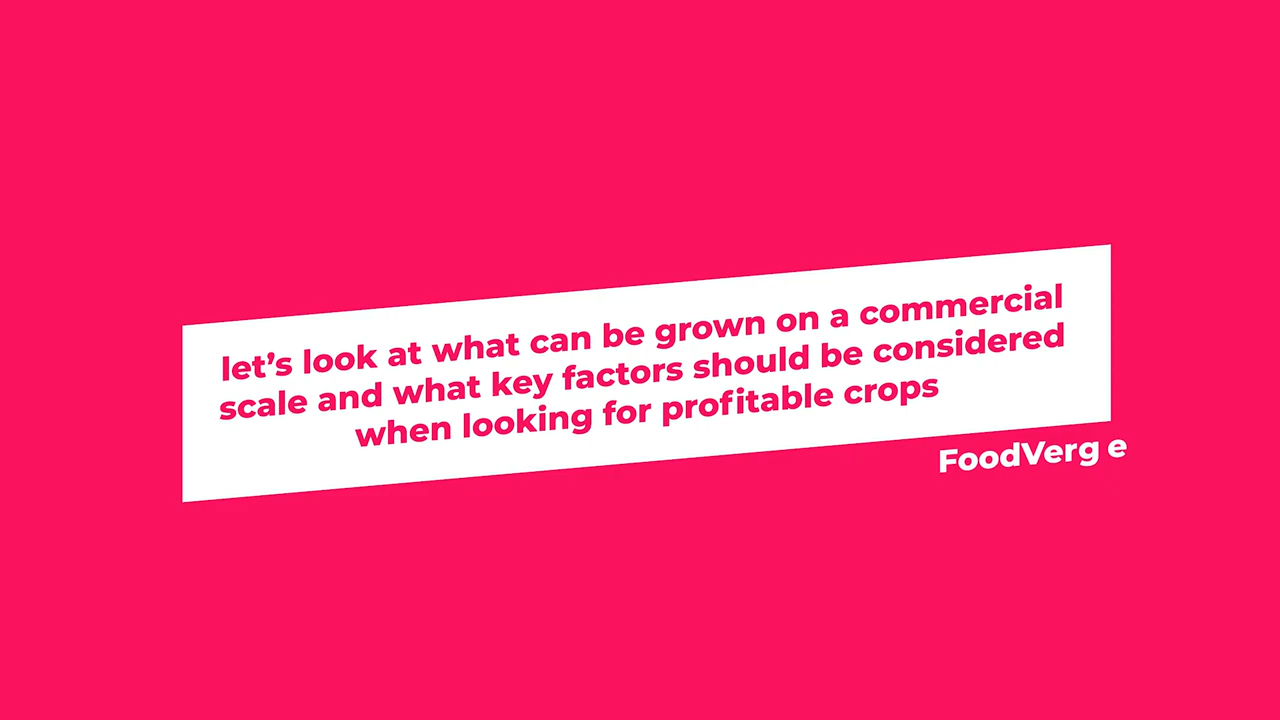 let’s look at what can be grown on a commercial
scale and what key factors should be considered
when looking for profitable crops
FoodVerg e